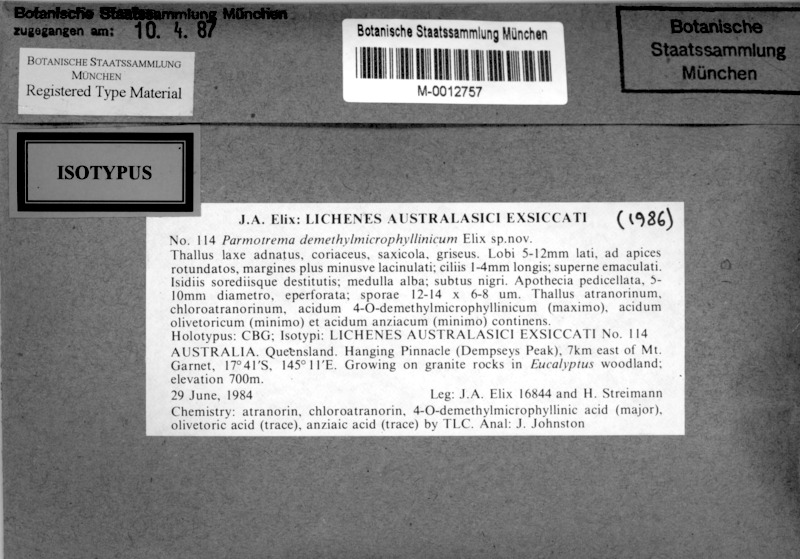 Botanische Staatssammlung München
zugegangen am: 10. 4. 87
BOTANISCHE STAATSSAMMLUNG
MÜNCHEN
Registered Type Material
Botanische Staatssammlung München
M-0012757
Botanische
Staatssammlung
München
ISOTYPUS
J.A. Elix: LICHENES AUSTRALASICI EXSICCATI (1986)
No. 114 Parmotrema demethylmicrophyllinicum Elix sp.nov.
Thallus laxe adnatus, coriaceus, saxicola, griseus. Lobi 5-12mm lati, ad apices
rotundatos, margines plus minusve lacinulati; ciliis 1-4mm longis; superne emaculati.
Isidiis sorediisque destitutis; medulla alba; subtus nigri. Apothecia pedicellata, 5-
10mm diametro, eperforata; sporae 12-14 x 6-8 um. Thallus atranorinum,
chloroatranorinum, acidum 4-O-demethylmicrophyllinicum (maximo), acidum
olivetoricum (minimo) et acidum anziacum (minimo) continens.
Holotypus: CBG; Isotypi: LICHENES AUSTRALASICI EXSICCATI No. 114
AUSTRALIA. Queensland. Hanging Pinnacle (Dempseys Peak), 7km east of Mt.
Garnet, 17°41'S, 145°11'E. Growing on granite rocks in Eucalyptus woodland;
elevation 700m.
29 June, 1984 Leg: J.A. Elix 16844 and H. Streimann
Chemistry: atranorin, chloroatranorin, 4-O-demethylmicrophyllinic acid (major),
olivetoric acid (trace), anziaic acid (trace) by TLC. Anal: J. Johnston